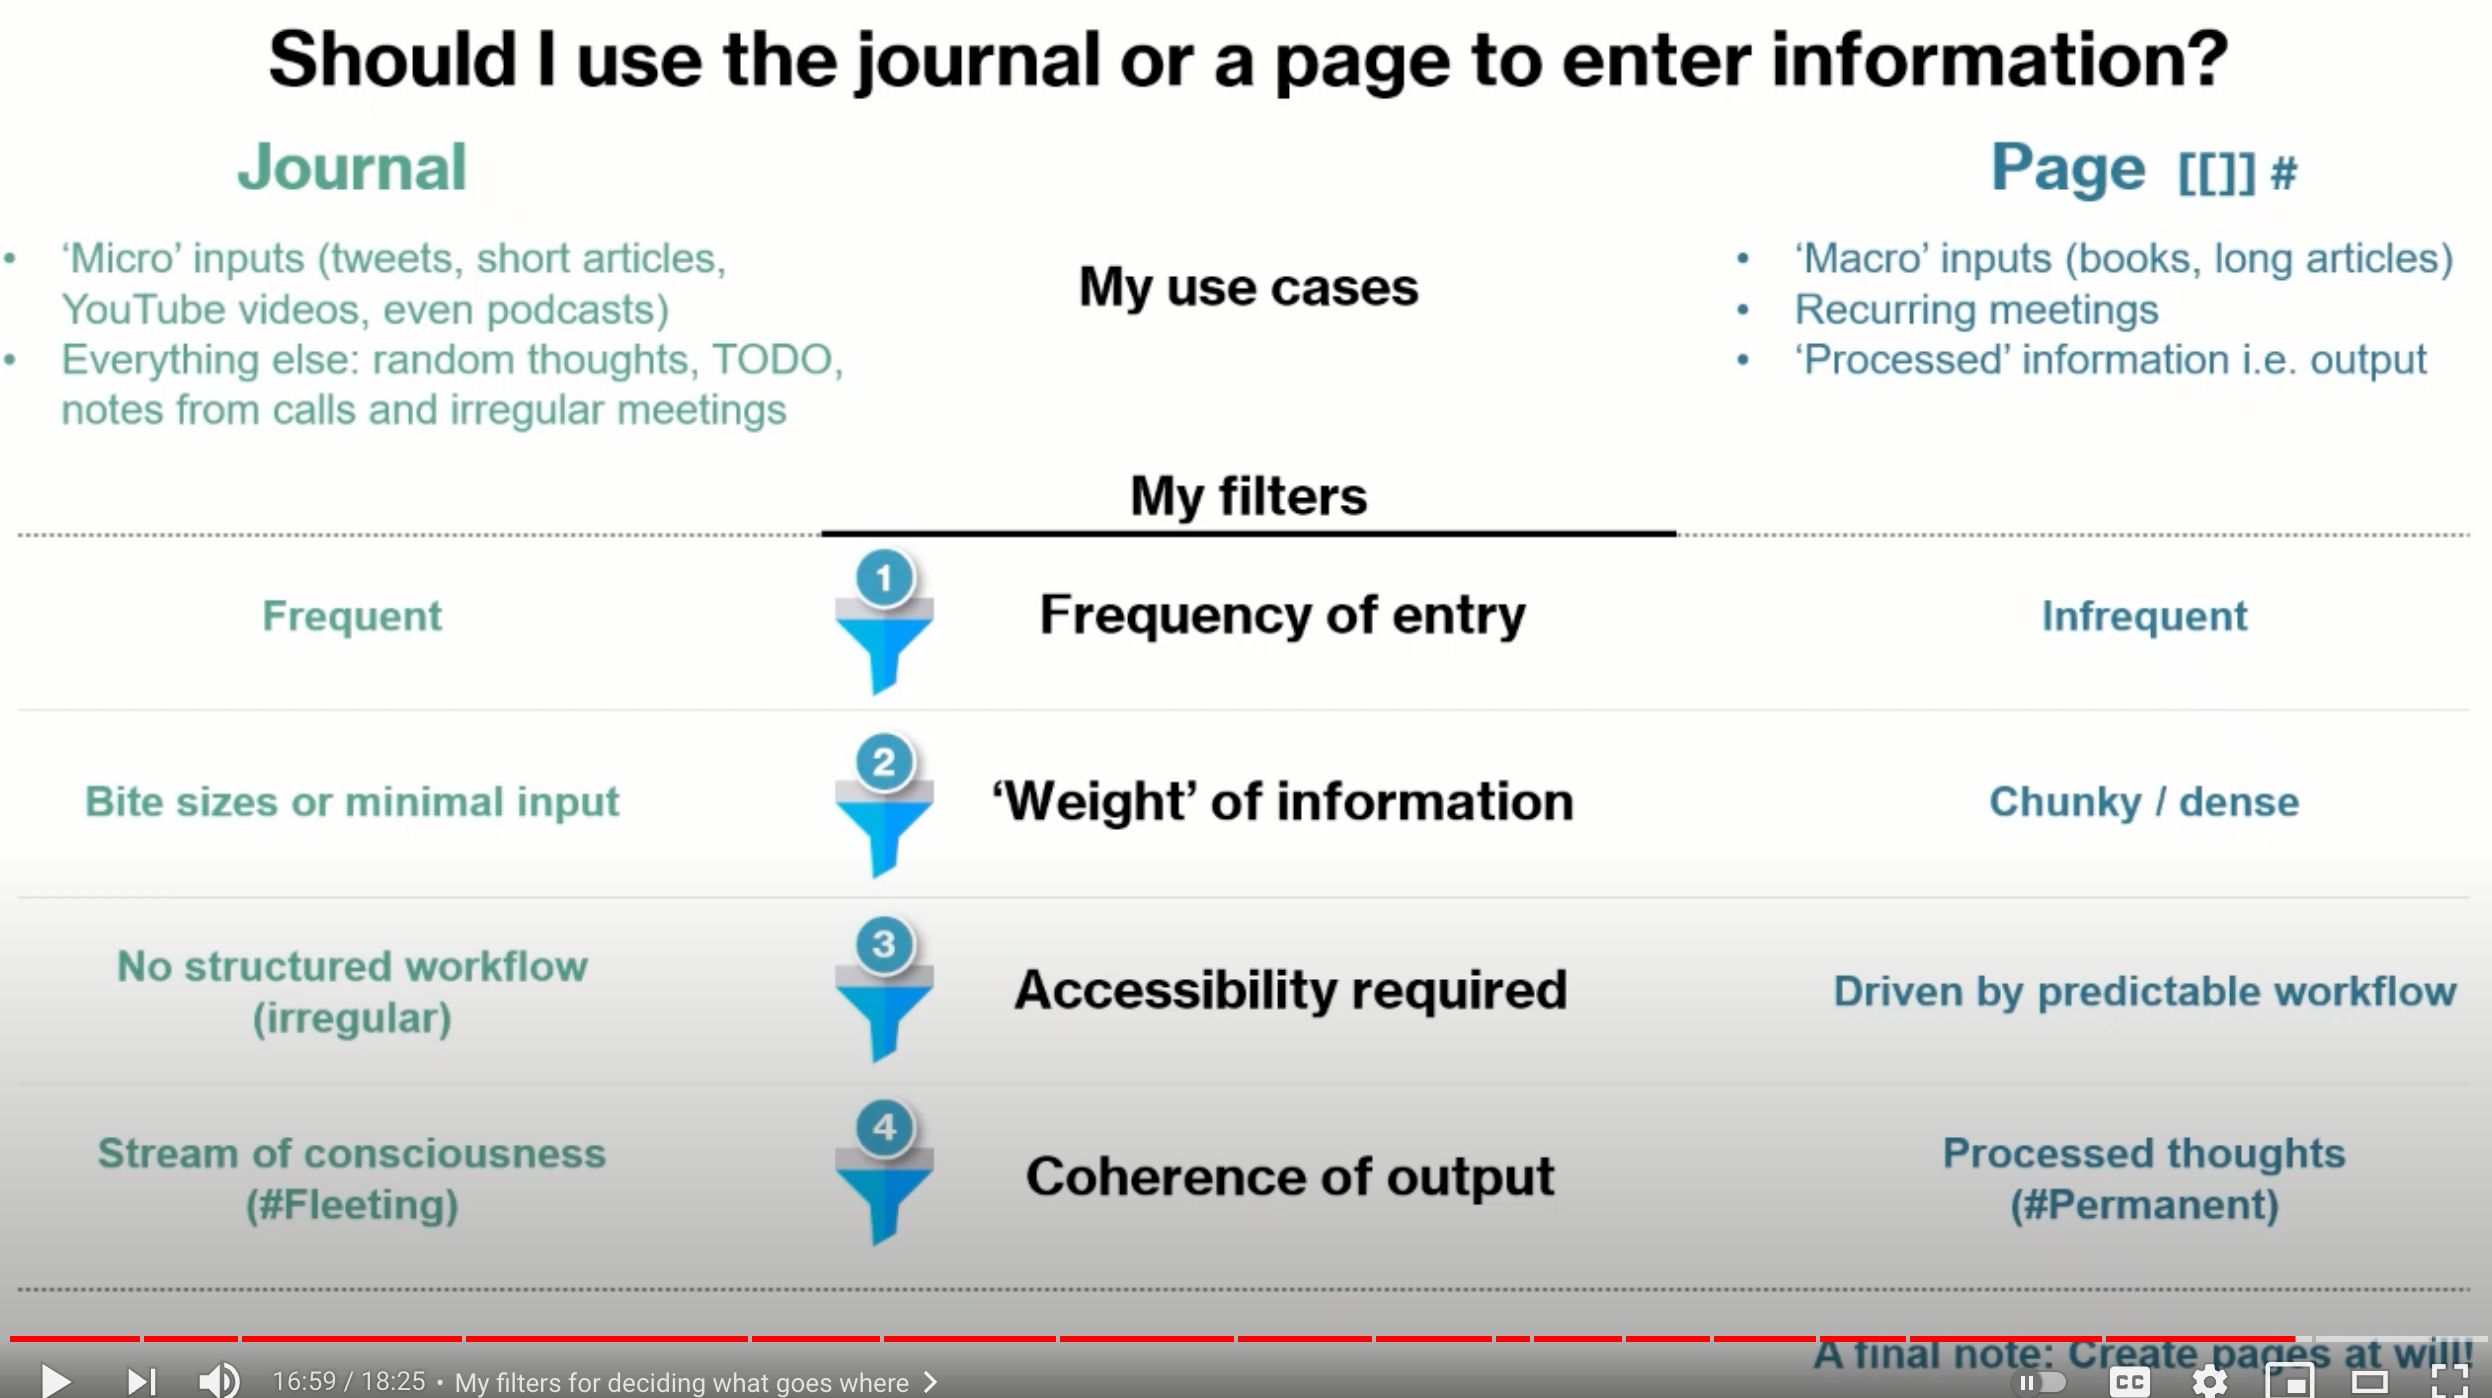 Should I use the journal or a page to enter information?
Journal
Page [[]] #
• ‘Micro’ inputs (tweets, short articles,
YouTube videos, even podcasts)
• Everything else: random thoughts, TODO,
notes from calls and irregular meetings
My use cases
• ‘Macro’ inputs (books, long articles)
• Recurring meetings
• ‘Processed’ information i.e. output
My filters
Frequent
1
Frequency of entry
Infrequent
Bite sizes or minimal input
2
‘Weight’ of information
Chunky / dense
No structured workflow
(irregular)
3
Accessibility required
Driven by predictable workflow
Stream of consciousness
(#Fleeting)
4
Coherence of output
Processed thoughts
(#Permanent)
A final note: Create pages at will!
16:59 / 18:25 • My filters for deciding what goes where
CC